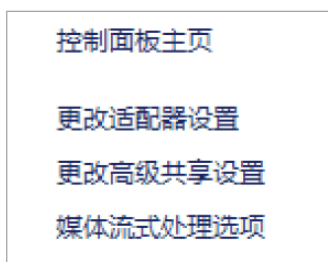 控制面板主页
更改适配器设置
更改高级共享设置
媒体流式处理选项